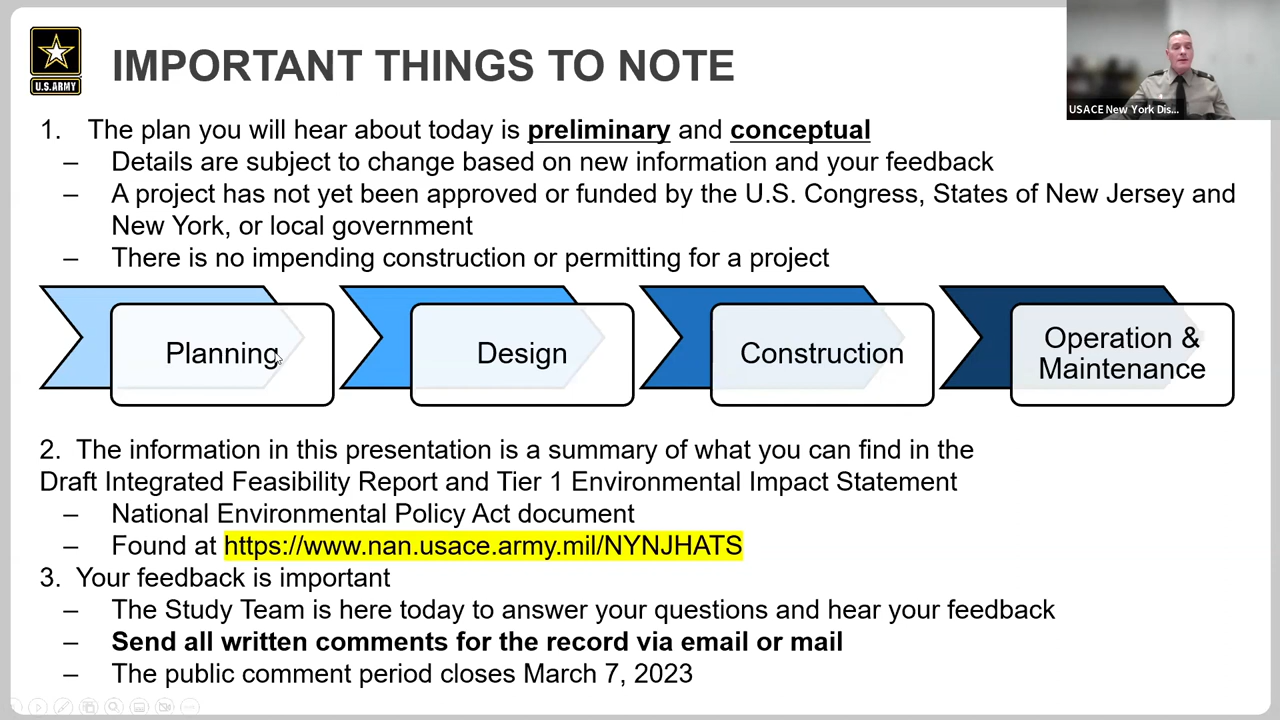 IMPORTANT THINGS TO NOTE
U.S.ARMY
USACE New York Dis...
1. The plan you will hear about today is preliminary and conceptual
– Details are subject to change based on new information and your feedback
– A project has not yet been approved or funded by the U.S. Congress, States of New Jersey and
New York, or local government
– There is no impending construction or permitting for a project
Planning
Design
Construction
Operation &
Maintenance
2. The information in this presentation is a summary of what you can find in the
Draft Integrated Feasibility Report and Tier 1 Environmental Impact Statement
– National Environmental Policy Act document
– Found at https://www.nan.usace.army.mil/NYNJHATS
3. Your feedback is important
– The Study Team is here today to answer your questions and hear your feedback
– Send all written comments for the record via email or mail
– The public comment period closes March 7, 2023